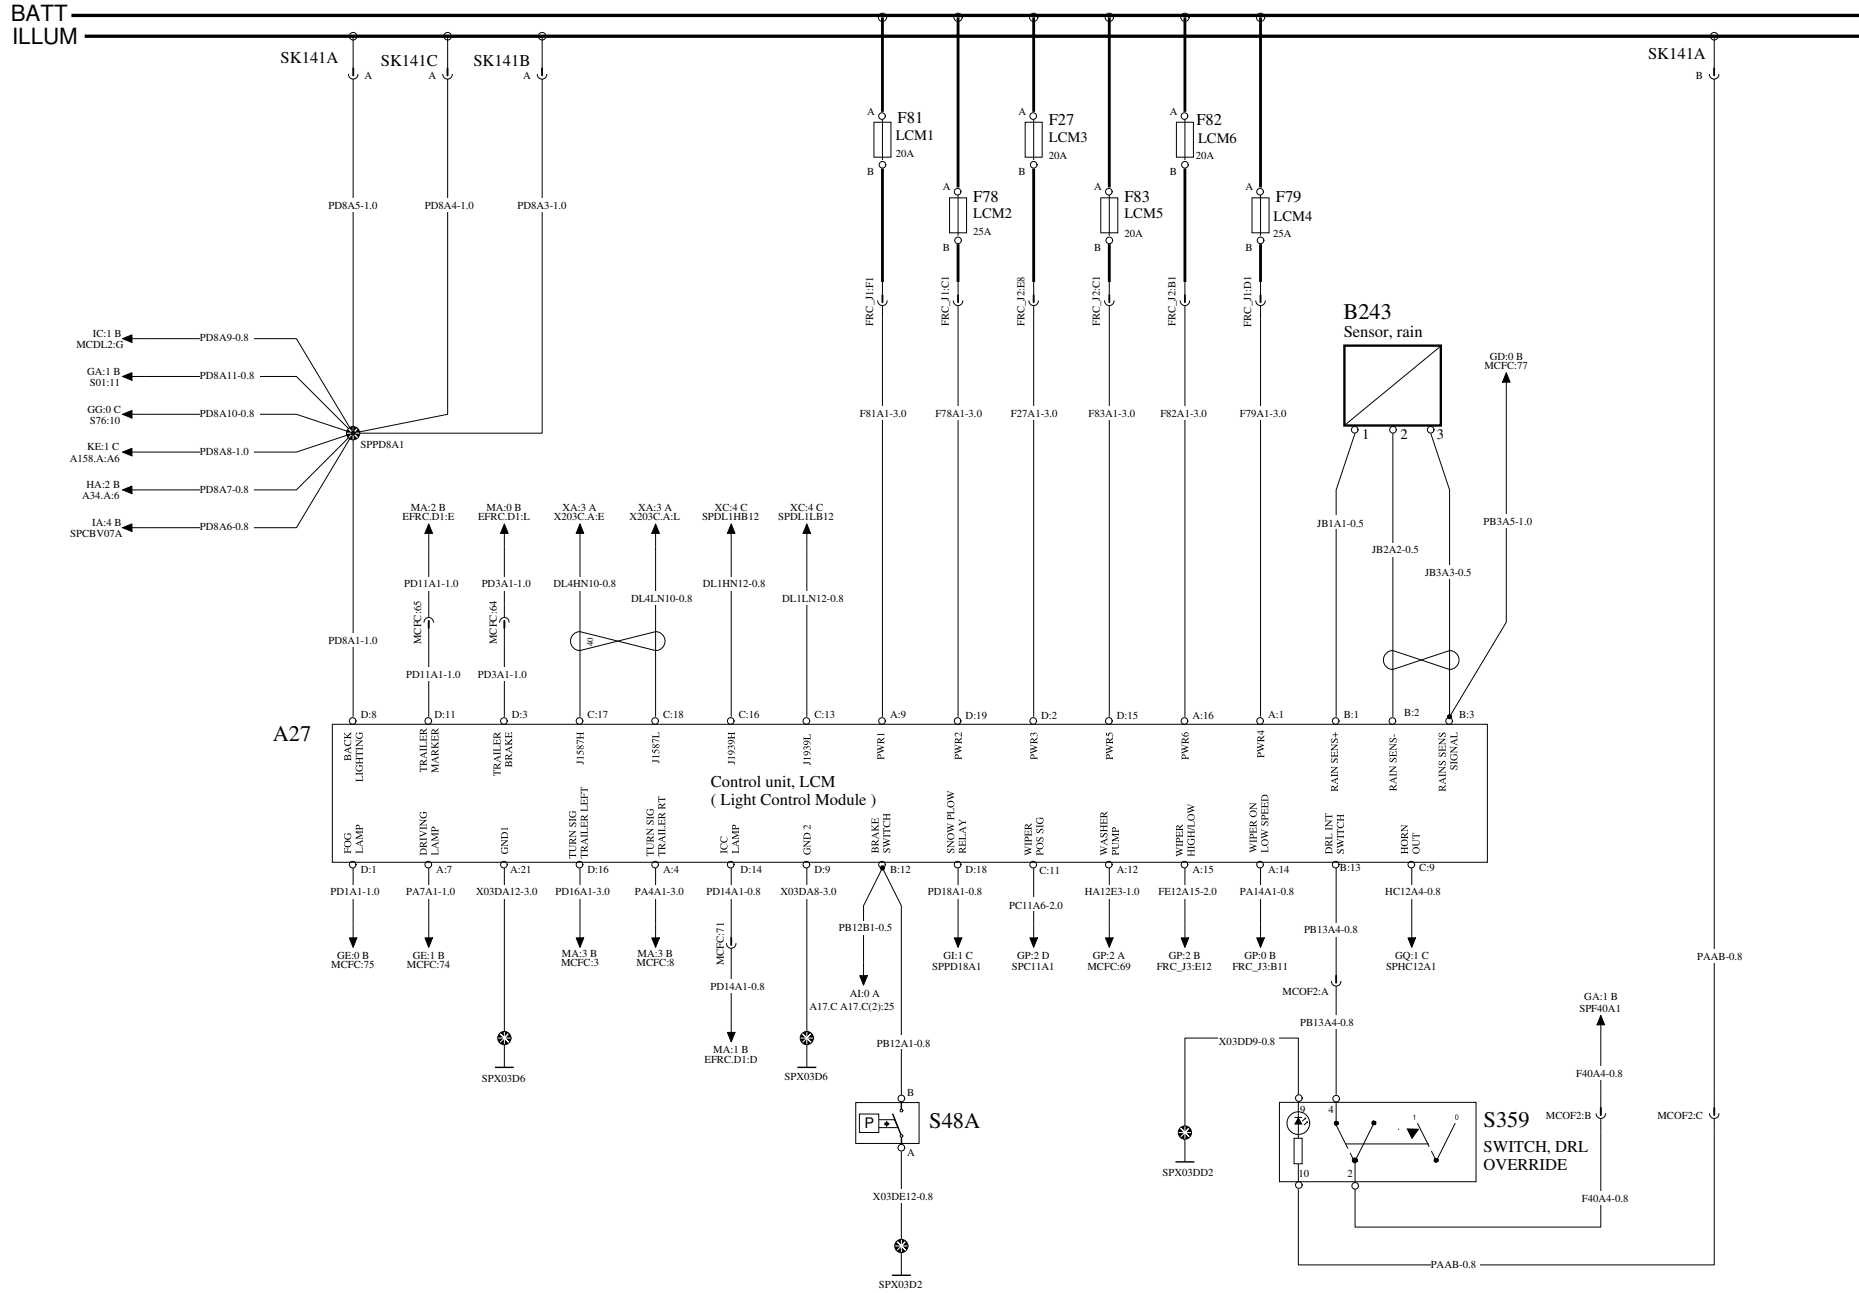 BATT
ILLUM
SK141A
A
SK141C
A
SK141B
A
SK141A
B
A
F81
LCM1
20A
B
A
F78
LCM2
25A
B
A
F27
LCM3
20A
B
A
F83
LCM5
20A
B
A
F82
LCM6
20A
B
A
F79
LCM4
25A
B
PD8A5-1.0
PD8A4-1.0
PD8A3-1.0
FRC_J1:F1
FRC_J1:C1
FRC_J2:E8
FRC_J2:C1
FRC_J2:B1
FRC_J1:D1
B243
Sensor, rain
1
2
3
GD:0 B
MCFC:77
IC:1 B
MCDL2:G
PD8A9-0.8
GA:1 B
S01:11
PD8A11-0.8
GG:0 C
S76:10
PD8A10-0.8
KE:1 C
A158.A:A6
PD8A8-1.0
HA:2 B
A34.A:6
PD8A7-0.8
IA:4 B
SPCBV07A
PD8A6-0.8
SPPD8A1
F81A1-3.0
F78A1-3.0
F27A1-3.0
F83A1-3.0
F82A1-3.0
F79A1-3.0
MA:2 B
EFRC.D1:E
MA:0 B
EFRC.D1:L
XA:3 A
X203C.A:E
XA:3 A
X203C.A:L
XC:4 C
SPDL1HB12
XC:4 C
SPDL1LB12
JB1A1-0.5
JB2A2-0.5
JB3A3-0.5
PB3A5-1.0
PD11A1-1.0
PD3A1-1.0
DL4HN10-0.8
DL4LN10-0.8
DL1HN12-0.8
DL1LN12-0.8
MCFC:65
MCFC:64
40
PD8A1-1.0
PD11A1-1.0
PD3A1-1.0
D:8
D:11
D:3
C:17
C:18
C:16
C:13
A:9
D:19
D:2
D:15
A:16
A:1
B:1
B:2
B:3
A27
BACK
LIGHTING
TRAILER
MARKER
TRAILER
BRAKE
J1587H
J1587L
J1939H
J1939L
PWR1
PWR2
PWR3
PWR5
PWR6
PWR4
RAIN SENS+
RAIN SENS-
RAINS SENS
SIGNAL
Control unit, LCM
( Light Control Module )
FOG
LAMP
DRIVING
LAMP
GND1
TURN SIG
TRAILER LEFT
TURN SIG
TRAILER RT
ICC
LAMP
GND 2
BRAKE
SWITCH
SNOW PLOW
RELAY
WIPER
POS SIG
WASHER
PUMP
WIPER
HIGH/LOW
WIPER ON
LOW SPEED
DRL INT
SWITCH
HORN
OUT
D:1
A:7
A:21
D:16
A:4
D:14
D:9
B:12
D:18
C:11
A:12
A:15
A:14
B:13
C:9
PD1A1-1.0
PA7A1-1.0
X03DA12-3.0
PD16A1-3.0
PA4A1-3.0
PD14A1-0.8
X03DA8-3.0
PB12B1-0.5
PD18A1-0.8
PC11A6-2.0
HA12E3-1.0
FE12A15-2.0
PA14A1-0.8
PB13A4-0.8
HC12A4-0.8
GE:0 B
MCFC:75
GE:1 B
MCFC:74
MA:3 B
MCFC:3
MA:3 B
MCFC:8
MCFC:71
PD14A1-0.8
AI:0 A
A17.C A17.C(2):25
GI:1 C
SPPD18A1
GP:2 D
SPC11A1
GP:2 A
MCFC:69
GP:2 B
FRC_J3:E12
GP:0 B
FRC_J3:B11
GQ:1 C
SPHC12A1
PAAB-0.8
MCOF2:A
GA:1 B
SPF40A1
PB13A4-0.8
MA:1 B
EFRC.D1:D
SPX03D6
SPX03D6
PB12A1-0.8
X03DD9-0.8
F40A4-0.8
B
P
A
S48A
SPX03DD2
9
4
1
0
10
2
S359
SWITCH, DRL
OVERRIDE
MCOF2:B
MCOF2:C
X03DE12-0.8
F40A4-0.8
SPX03D2
PAAB-0.8